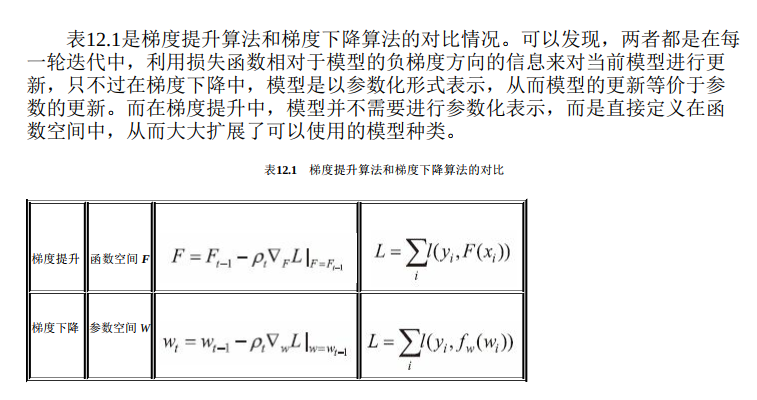 表12.1是梯度提升算法和梯度下降算法的对比情况。可以发现，两者都是在每
一轮迭代中，利用损失函数相对于模型的负梯度方向的信息来对当前模型进行更
新，只不过在梯度下降中，模型是以参数化形式表示，从而模型的更新等价于参
数的更新。而在梯度提升中，模型并不需要进行参数化表示，而是直接定义在函
数空间中，从而大大扩展了可以使用的模型种类。
表12.1 梯度提升算法和梯度下降算法的对比
梯度提升 函数空间 F F = F_{t-1} − ρ_t∇_F L|_{F=F_{t-1}} L = ∑_i l(y_i, F(x_i))
梯度下降 参数空间 W w_t = w_{t-1} − ρ_t∇_w L|_{w=w_{t-1}} L = ∑_i l(y_i, f_w(w_i))